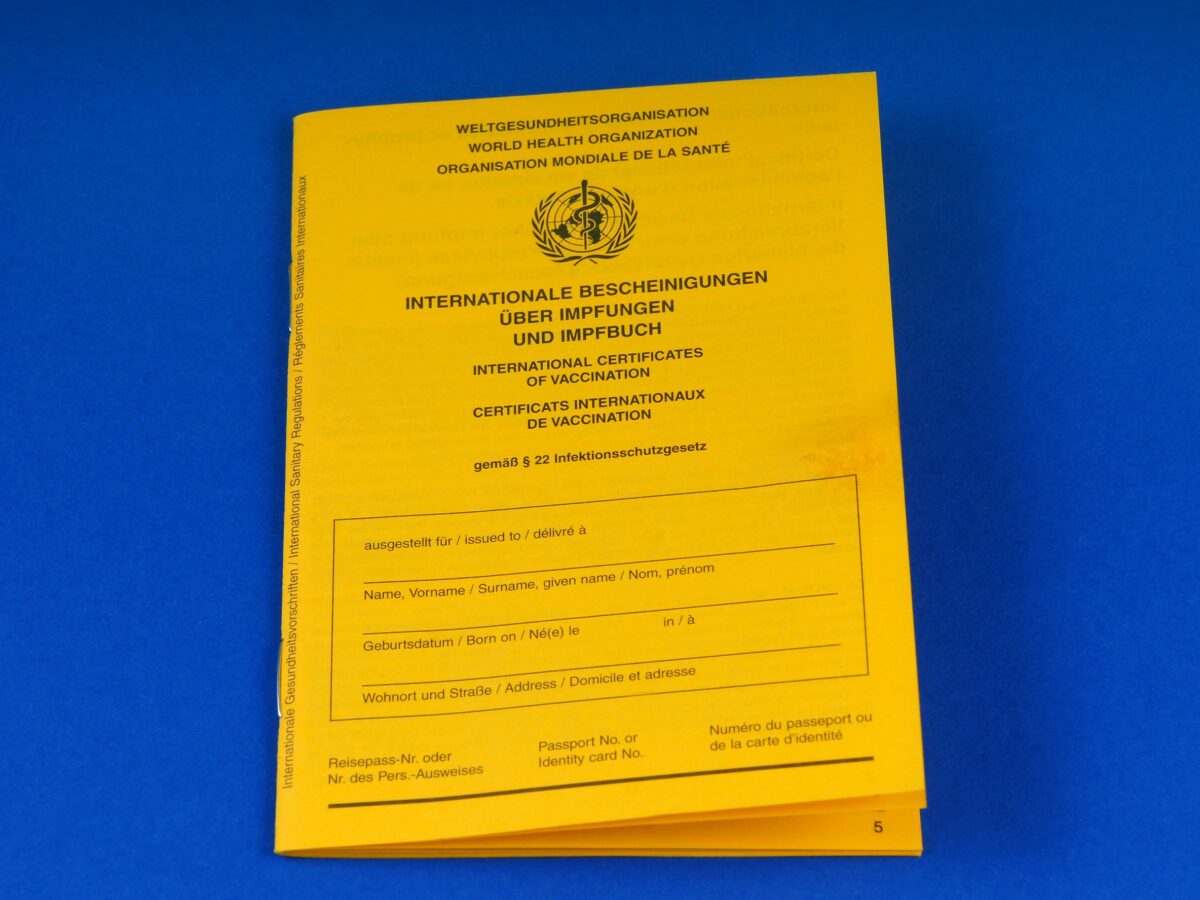 WELTGESUNDHEITSORGANISATION
WORLD HEALTH ORGANIZATION
ORGANISATION MONDIALE DE LA SANTÉ
INTERNATIONALE BESCHEINIGUNGEN
ÜBER IMPFUNGEN
UND IMPFBUCH
INTERNATIONAL CERTIFICATES
OF VACCINATION
CERTIFICATS INTERNATIONAUX
DE VACCINATION
gemäß § 22 Infektionsschutzgesetz
ausgestellt für / issued to / délivré à
Name, Vorname / Surname, given name / Nom, prénom
Geburtsdatum / Born on / Né(e) le in / à
Wohnort und Straße / Address / Domicile et adresse
Reisepass-Nr. oder
Nr. des Pers.-Ausweises
Passport No. or
Identity card No.
Numéro du passeport ou
de la carte d'identité
5
Internationale Gesundheitsvorschriften / International Sanitary Regulations / Règlements Sanitaires Internationaux